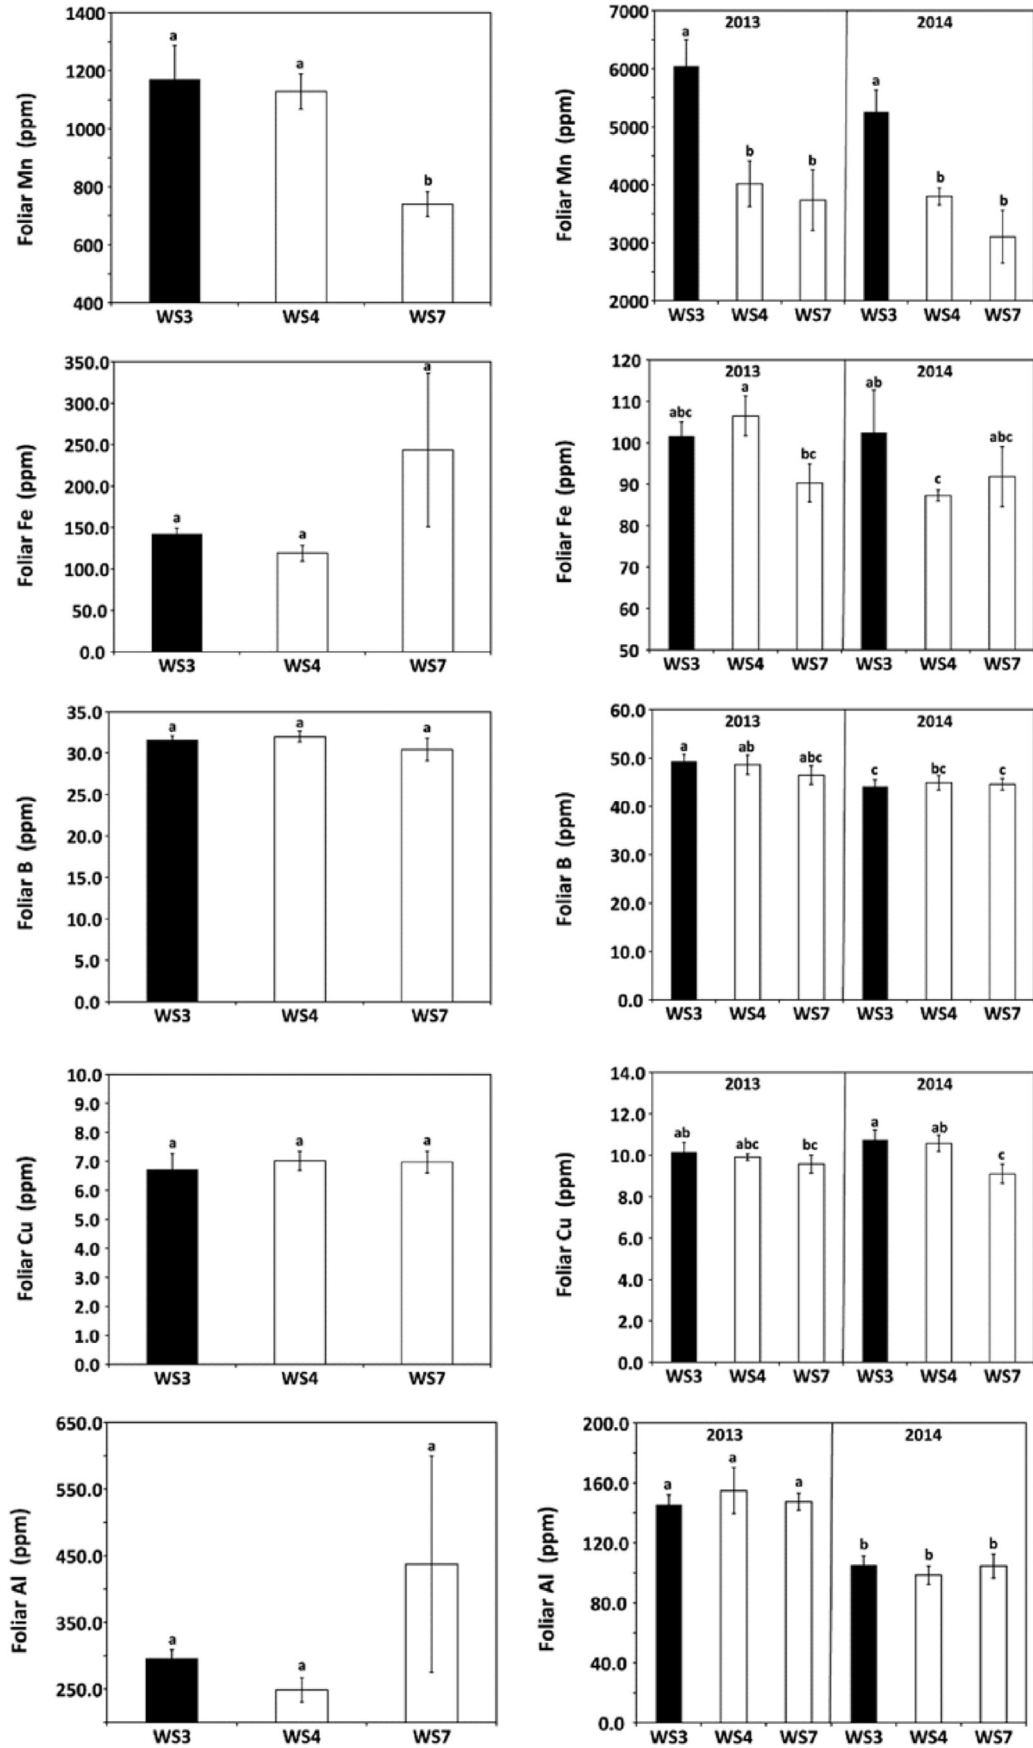 Foliar Mn (ppm)
1400
1200
1000
800
600
400
a
a
b
WS3
WS4
WS7
Foliar Mn (ppm)
7000
6000
5000
4000
3000
2000
2013
2014
a
b
b
a
b
b
WS3
WS4
WS7
WS3
WS4
WS7
Foliar Fe (ppm)
350.0
300.0
250.0
200.0
150.0
100.0
50.0
0.0
a
a
a
WS3
WS4
WS7
Foliar Fe (ppm)
120
110
100
90
80
70
60
50
2013
2014
abc
a
bc
ab
c
abc
WS3
WS4
WS7
WS3
WS4
WS7
Foliar B (ppm)
35.0
30.0
25.0
20.0
15.0
10.0
5.0
0.0
a
a
a
WS3
WS4
WS7
Foliar B (ppm)
60.0
50.0
40.0
30.0
20.0
10.0
0.0
2013
2014
a
ab
abc
c
bc
c
WS3
WS4
WS7
WS3
WS4
WS7
Foliar Cu (ppm)
10.0
9.0
8.0
7.0
6.0
5.0
4.0
3.0
2.0
1.0
0.0
a
a
a
WS3
WS4
WS7
Foliar Cu (ppm)
14.0
12.0
10.0
8.0
6.0
4.0
2.0
0.0
2013
2014
ab
abc
bc
a
ab
c
WS3
WS4
WS7
WS3
WS4
WS7
Foliar Al (ppm)
650.0
550.0
450.0
350.0
250.0
a
a
a
WS3
WS4
WS7
Foliar Al (ppm)
200.0
160.0
120.0
80.0
40.0
0.0
2013
2014
a
a
a
b
b
b
WS3
WS4
WS7
WS3
WS4
WS7